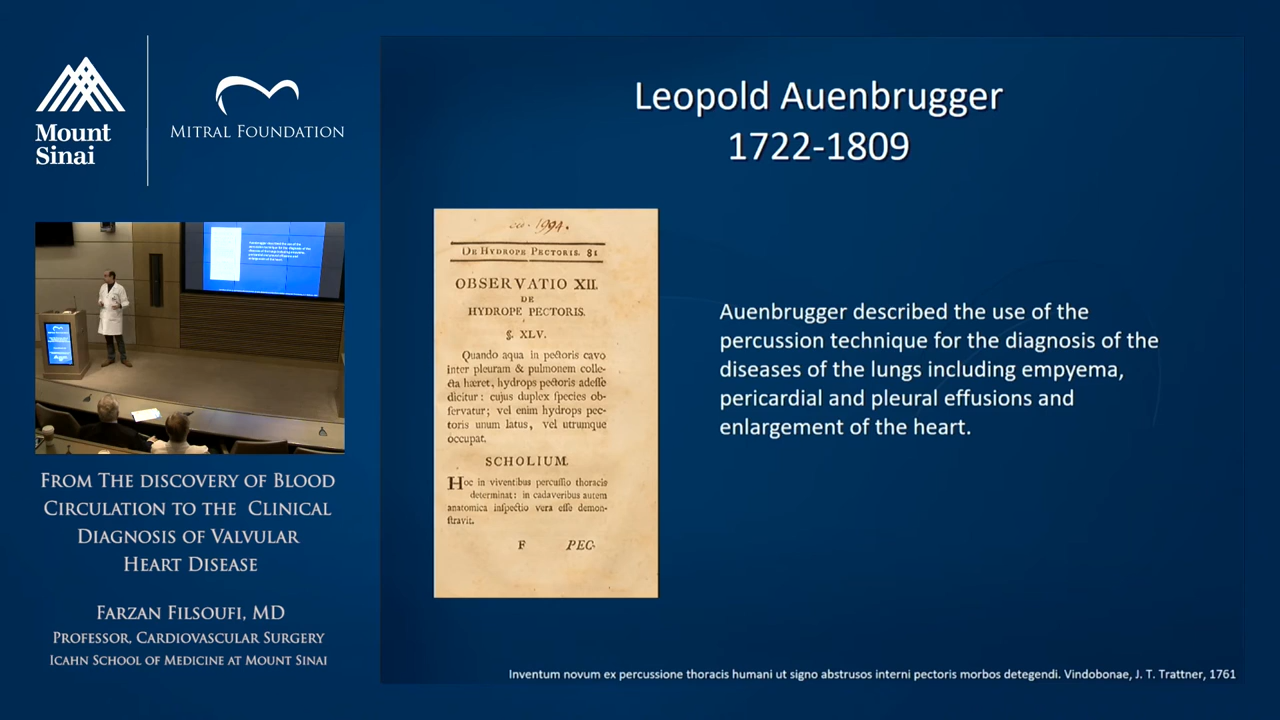 Mount
Sinai
MITRAL FOUNDATION
FROM THE DISCOVERY OF BLOOD
CIRCULATION TO THE CLINICAL
DIAGNOSIS OF VALVULAR
HEART DISEASE
FARZAN FILSOUFI, MD
PROFESSOR, CARDIOVASCULAR SURGERY
ICAHN SCHOOL OF MEDICINE AT MOUNT SINAI
Leopold Auenbrugger
1722-1809
1994.
DE HYDROPE PECTORIS. 81
OBSERVATIO XII.
DE
HYDROPE PECTORIS.
§. XLV.
Quando aqua in pectoris cavo
inter pleuram & pulmonem colle-
cta hæret, hydrops pectoris adeſſe
dicitur: cujus duplex ſpecies ob-
ſervatur; vel enim hydrops pec-
toris unum latus, vel utrumque
occupat.
SCHOLIUM.
Hoc in viventibus percuſſio thoracis
determinat: in cadaveribus autem
anatomica inſpectio vera eſſe demon-
ſtravit.
F PEC-
Auenbrugger described the use of the
percussion technique for the diagnosis of the
diseases of the lungs including empyema,
pericardial and pleural effusions and
enlargement of the heart.
Inventum novum ex percussione thoracis humani ut signo abstrusos interni pectoris morbos detegendi. Vindobonae, J. T. Trattner, 1761